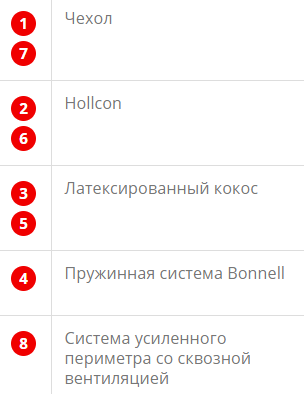 1 Чехол
7
2 Hollcon
6
3 Латексированный кокос
5
4 Пружинная система Bonnell
8 Система усиленного
периметра со сквозной
вентиляцией